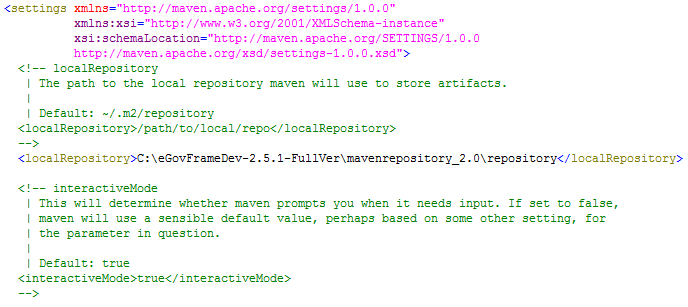 <settings xmlns="http://maven.apache.org/settings/1.0.0"
xmlns:xsi="http://www.w3.org/2001/XMLSchema-instance"
xsi:schemaLocation="http://maven.apache.org/SETTINGS/1.0.0
http://maven.apache.org/xsd/settings-1.0.0.xsd">
<!-- localRepository
| The path to the local repository maven will use to store artifacts.
|
| Default: ~/.m2/repository
<localRepository>/path/to/local/repo</localRepository>
-->
<localRepository>C:\eGovFrameDev-2.5.1-FullVer\mavenrepository_2.0\repository</localRepository>
<!-- interactiveMode
| This will determine whether maven prompts you when it needs input. If set to false,
| maven will use a sensible default value, perhaps based on some other setting, for
| the parameter in question.
|
| Default: true
<interactiveMode>true</interactiveMode>
-->